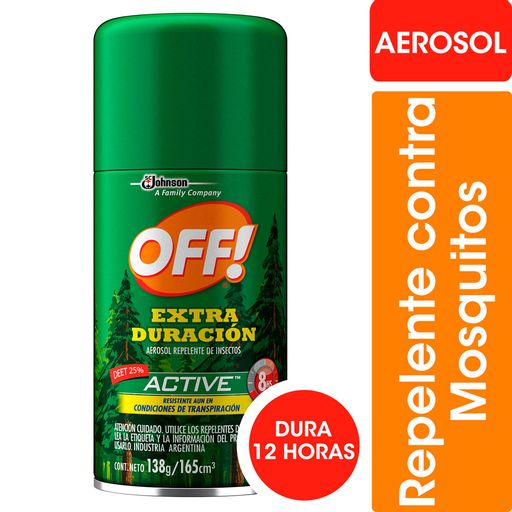 AEROSOL
Repelente contra
Mosquitos
SC Johnson
A Family Company
OFF!
EXTRA
DURACIÓN
AEROSOL REPELENTE DE INSECTOS
DEET 25%
ACTIVE™
8HS
RESISTENTE AUN EN
CONDICIONES DE TRANSPIRACIÓN
ATENCIÓN CUIDADO. UTILICE LOS REPELENTES D
LEA LA ETIQUETA Y LA INFORMACIÓN DEL PR
USARLO. INDUSTRIA ARGENTINA
CONT. NETO 138g/165cm³
DURA
12 HORAS